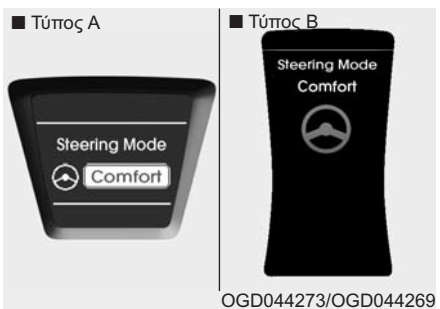 ■ Τύπος A
Steering Mode
Comfort
■ Τύπος B
Steering Mode
Comfort
OGD044273/OGD044269